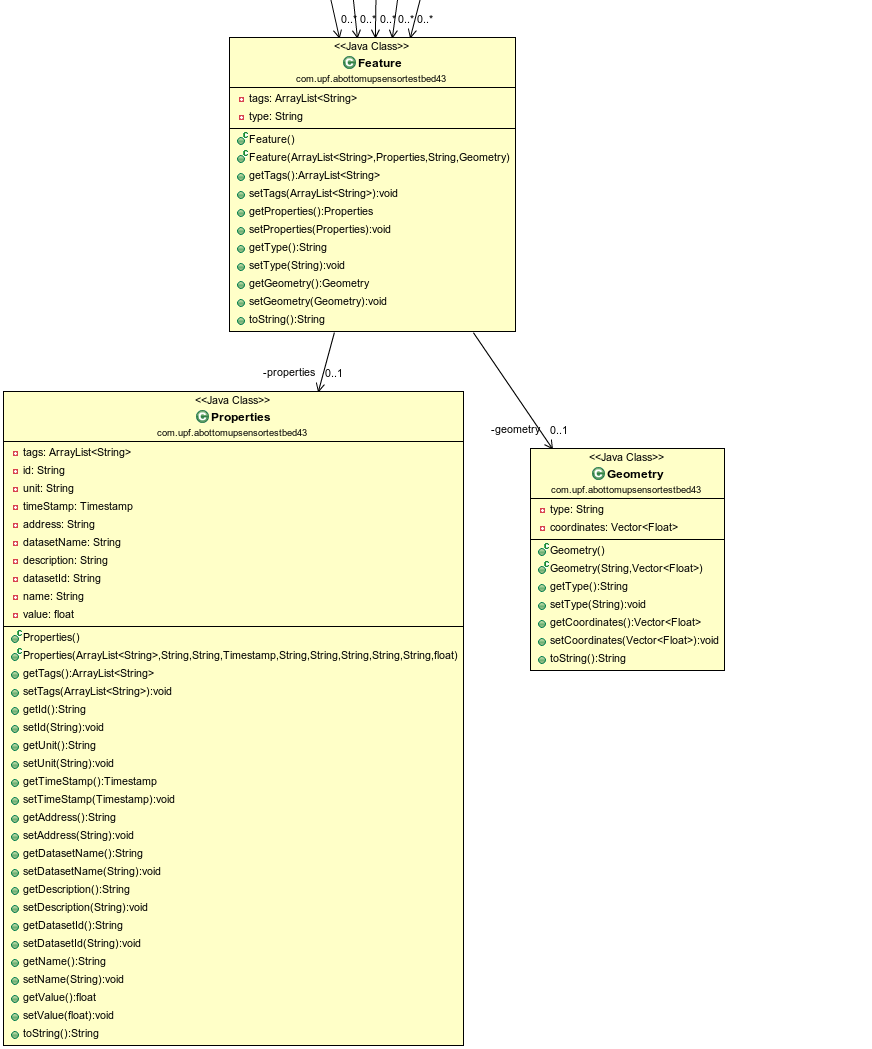 0..* 0..* 0..* 0..* 0..*
<<Java Class>>
C Feature
com.upf.abottomupsensortestbed43
tags: ArrayList<String>
type: String
Feature()
Feature(ArrayList<String>,Properties,String,Geometry)
getTags():ArrayList<String>
setTags(ArrayList<String>):void
getProperties():Properties
setProperties(Properties):void
getType():String
setType(String):void
getGeometry():Geometry
setGeometry(Geometry):void
toString():String
-properties 0..1
<<Java Class>>
C Properties
com.upf.abottomupsensortestbed43
tags: ArrayList<String>
id: String
unit: String
timeStamp: Timestamp
address: String
datasetName: String
description: String
datasetId: String
name: String
value: float
Properties()
Properties(ArrayList<String>,String,String,Timestamp,String,String,String,String,String,float)
getTags():ArrayList<String>
setTags(ArrayList<String>):void
getId():String
setId(String):void
getUnit():String
setUnit(String):void
getTimeStamp():Timestamp
setTimeStamp(Timestamp):void
getAddress():String
setAddress(String):void
getDatasetName():String
setDatasetName(String):void
getDescription():String
setDescription(String):void
getDatasetId():String
setDatasetId(String):void
getName():String
setName(String):void
getValue():float
setValue(float):void
toString():String
-geometry 0..1
<<Java Class>>
C Geometry
com.upf.abottomupsensortestbed43
type: String
coordinates: Vector<Float>
Geometry()
Geometry(String,Vector<Float>)
getType():String
setType(String):void
getCoordinates():Vector<Float>
setCoordinates(Vector<Float>):void
toString():String